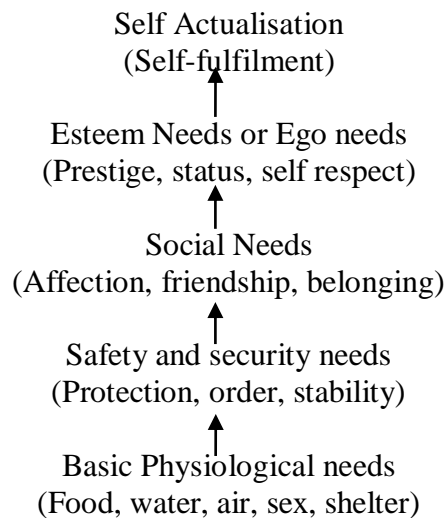 Self Actualisation
(Self-fulfilment)
Esteem Needs or Ego needs
(Prestige, status, self respect)
Social Needs
(Affection, friendship, belonging)
Safety and security needs
(Protection, order, stability)
Basic Physiological needs
(Food, water, air, sex, shelter)